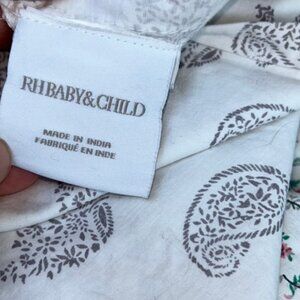 RH BABY&CHILD
MADE IN INDIA
FABRIQUÉ EN INDE